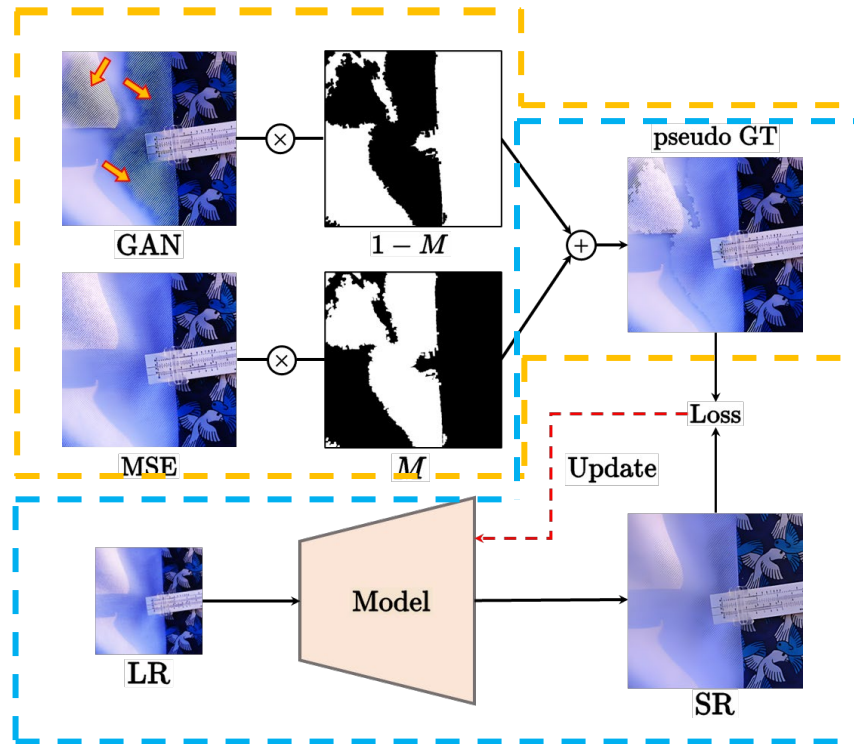 GAN
1 − M
pseudo GT
MSE
M
Loss
Update
LR
Model
SR